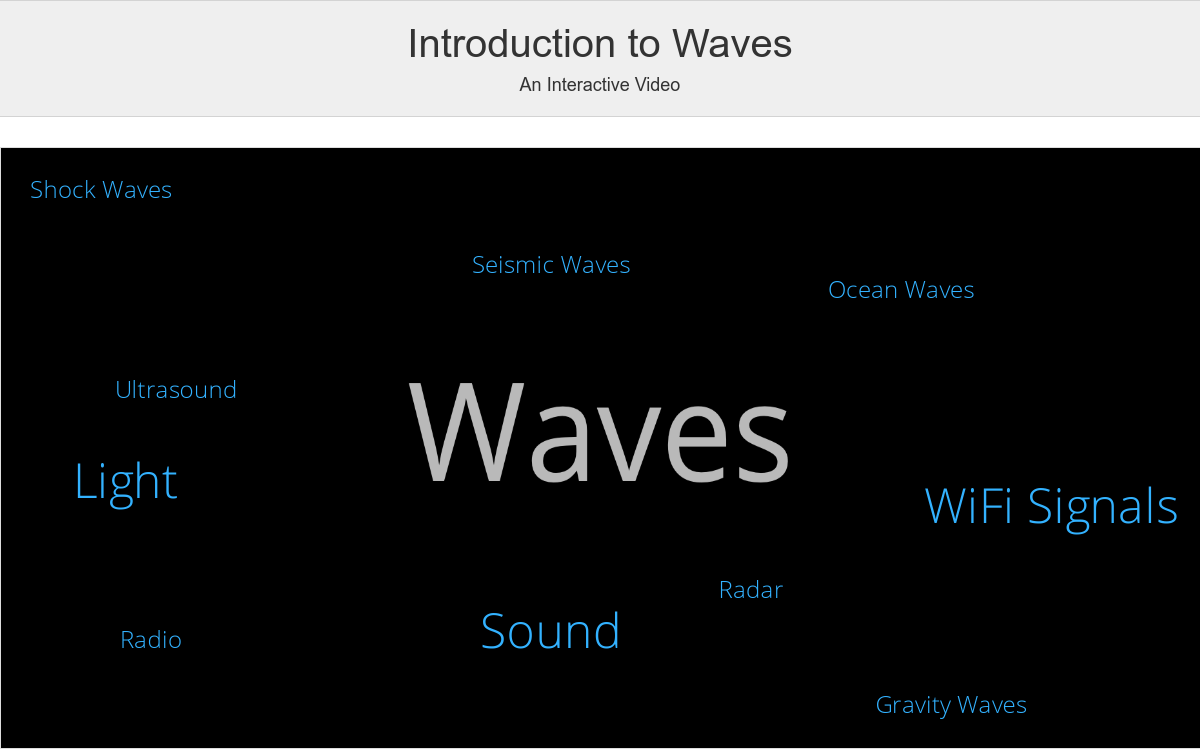 Introduction to Waves
An Interactive Video
Shock Waves
Seismic Waves
Ocean Waves
Ultrasound
Waves
Light
WiFi Signals
Radar
Sound
Radio
Gravity Waves